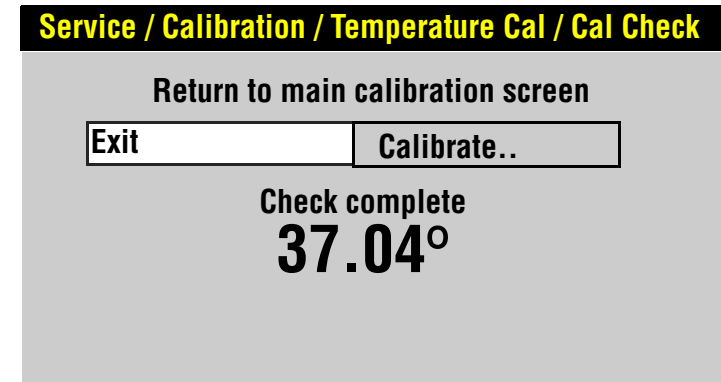 Service / Calibration / Temperature Cal / Cal Check
Return to main calibration screen
Exit Calibrate..
Check complete
37.04°